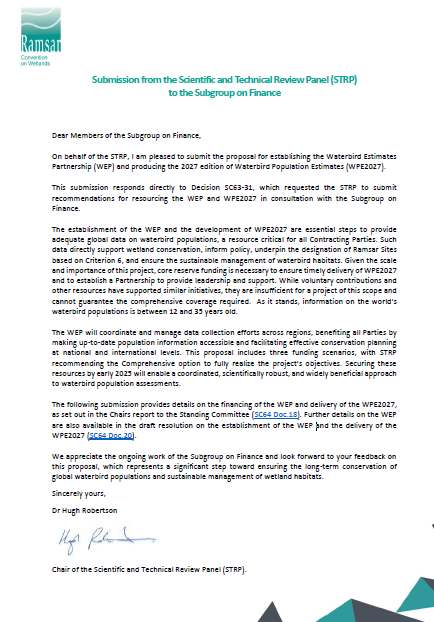 Ramsar
Convention
on Wetlands
Submission from the Scientific and Technical Review Panel (STRP)
to the Subgroup on Finance
Dear Members of the Subgroup on Finance,
On behalf of the STRP, I am pleased to submit the proposal for establishing the Waterbird Estimates
Partnership (WEP) and producing the 2027 edition of Waterbird Population Estimates (WPE2027).
This submission responds directly to Decision SC63-31, which requested the STRP to submit
recommendations for resourcing the WEP and WPE2027 in consultation with the Subgroup on
Finance.
The establishment of the WEP and the development of WPE2027 are essential steps to provide
adequate global data on waterbird populations, a resource critical for all Contracting Parties. Such
data directly support wetland conservation, inform policy, underpin the designation of Ramsar Sites
based on Criterion 6, and ensure the sustainable management of waterbird habitats. Given the scale
and importance of this project, core reserve funding is necessary to ensure timely delivery of WPE2027
and to establish a Partnership to provide leadership and support. While voluntary contributions and
other resources have supported similar initiatives, they are insufficient for a project of this scope and
cannot guarantee the comprehensive coverage required. As it stands, information on the world's
waterbird populations is between 12 and 35 years old.
The WEP will coordinate and manage data collection efforts across regions, benefiting all Parties by
making up-to-date population information accessible and facilitating effective conservation planning
at national and international levels. This proposal includes three funding scenarios, with STRP
recommending the Comprehensive option to fully realize the project's objectives. Securing these
resources by early 2025 will enable a coordinated, scientifically robust, and widely beneficial approach
to waterbird population assessments.
The following submission provides details on the financing of the WEP and delivery of the WPE2027,
as set out in the Chairs report to the Standing Committee (SC64 Doc.18). Further details on the WEP
are also available in the draft resolution on the establishment of the WEP and the delivery of the
WPE2027 (SC64 Doc.20).
We appreciate the ongoing work of the Subgroup on Finance and look forward to your feedback on
this proposal, which represents a significant step toward ensuring the long-term conservation of
global waterbird populations and sustainable management of wetland habitats.
Sincerely yours,
Dr Hugh Robertson
Chair of the Scientific and Technical Review Panel (STRP).